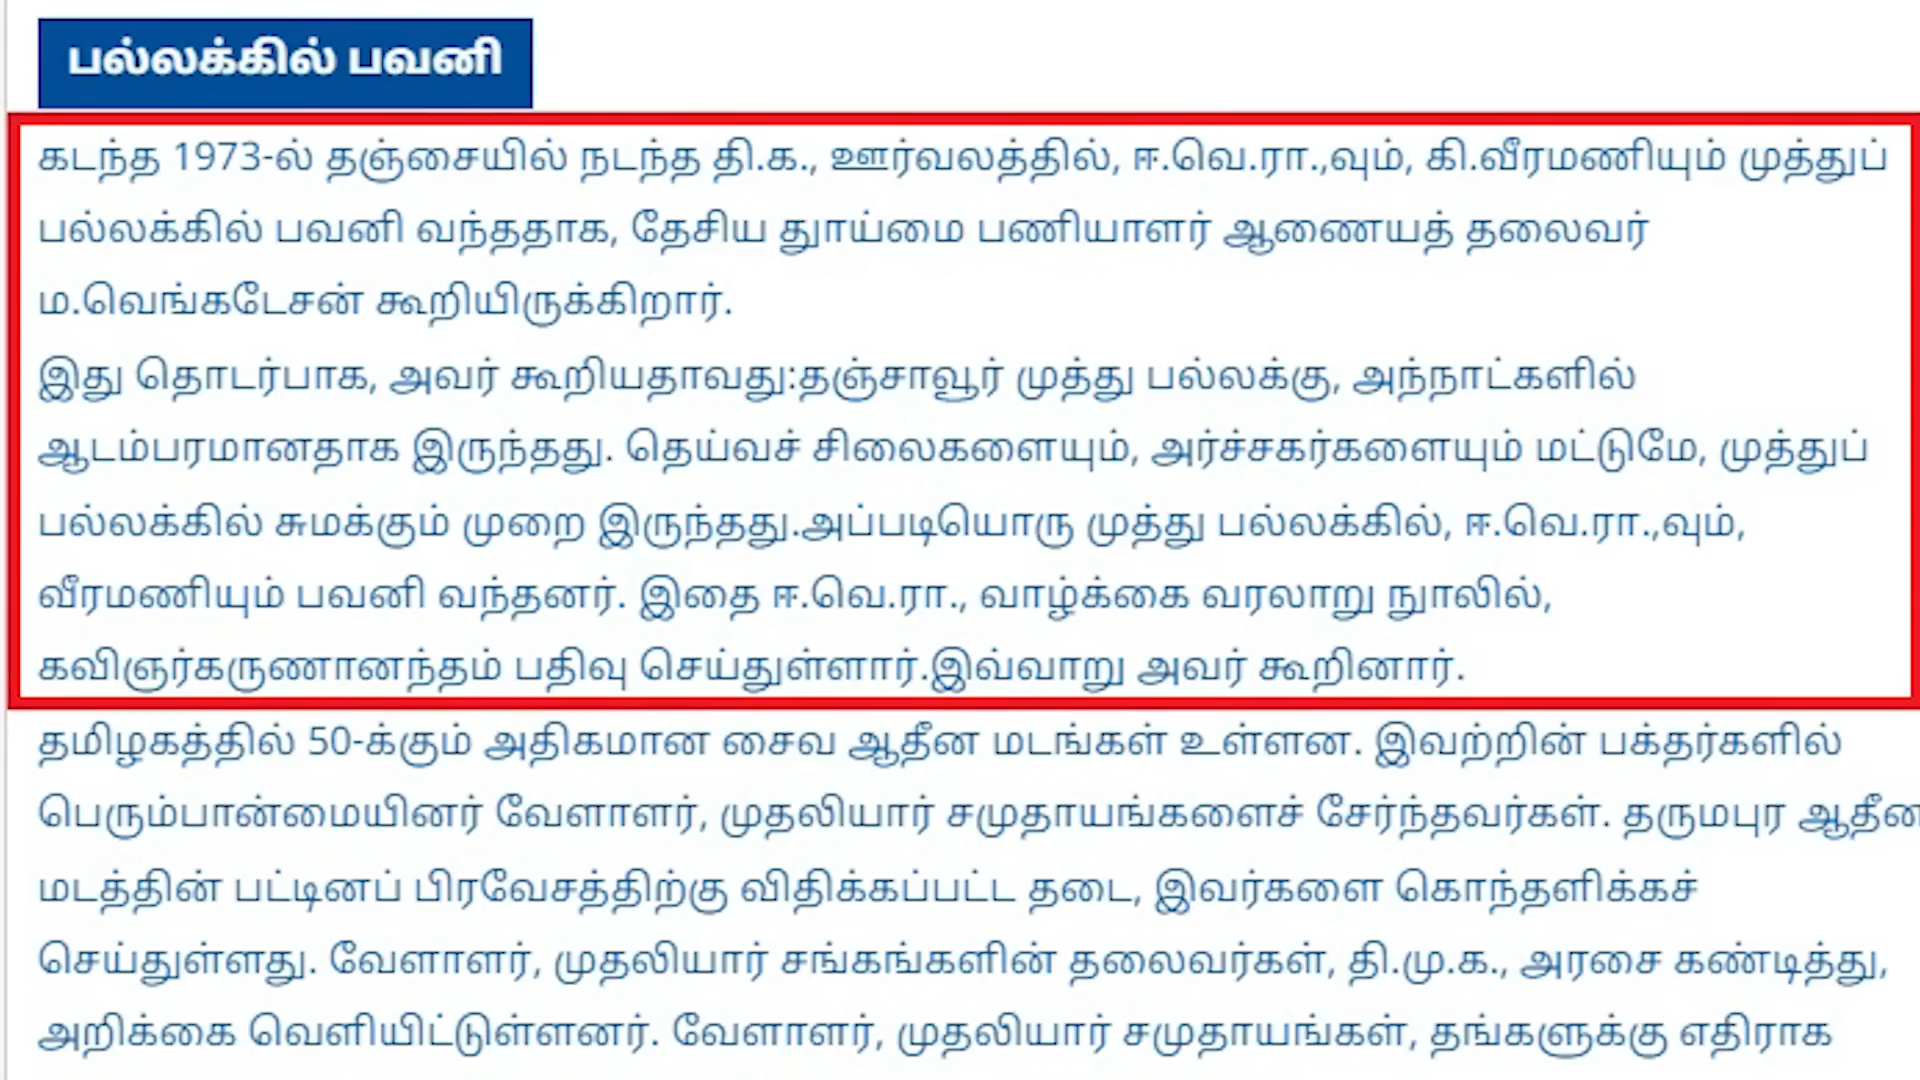 பல்லக்கில் பவனி
கடந்த 1973-ல் தஞ்சையில் நடந்த தி.க., ஊர்வலத்தில், ஈ.வெ.ரா.,வும், கி.வீரமணியும் முத்துப்
பல்லக்கில் பவனி வந்ததாக, தேசிய துாய்மை பணியாளர் ஆணையத் தலைவர்
ம.வெங்கடேசன் கூறியிருக்கிறார்.
இது தொடர்பாக, அவர் கூறியதாவது:தஞ்சாவூர் முத்து பல்லக்கு, அந்நாட்களில்
ஆடம்பரமானதாக இருந்தது. தெய்வச் சிலைகளையும், அர்ச்சகர்களையும் மட்டுமே, முத்துப்
பல்லக்கில் சுமக்கும் முறை இருந்தது.அப்படியொரு முத்து பல்லக்கில், ஈ.வெ.ரா.,வும்,
வீரமணியும் பவனி வந்தனர். இதை ஈ.வெ.ரா., வாழ்க்கை வரலாறு நுாலில்,
கவிஞர்கருணானந்தம் பதிவு செய்துள்ளார்.இவ்வாறு அவர் கூறினார்.
தமிழகத்தில் 50-க்கும் அதிகமான சைவ ஆதீன மடங்கள் உள்ளன. இவற்றின் பக்தர்களில்
பெரும்பான்மையினர் வேளாளர், முதலியார் சமுதாயங்களைச் சேர்ந்தவர்கள். தருமபுர ஆதீன
மடத்தின் பட்டினப் பிரவேசத்திற்கு விதிக்கப்பட்ட தடை, இவர்களை கொந்தளிக்கச்
செய்துள்ளது. வேளாளர், முதலியார் சங்கங்களின் தலைவர்கள், தி.மு.க., அரசை கண்டித்து,
அறிக்கை வெளியிட்டுள்ளனர். வேளாளர், முதலியார் சமுதாயங்கள், தங்களுக்கு எதிராக